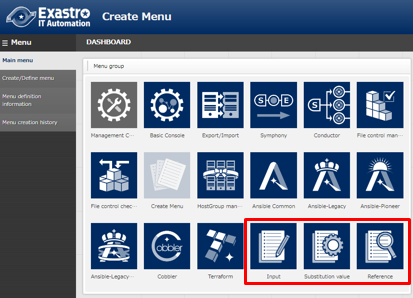 Exastro
IT Automation
Create Menu
Menu
DASHBOARD
Main menu
Create/Define menu
Menu definition
information
Menu creation history
Menu group
Management C···
Basic Console
Export/Import
Symphony
Conductor
File control man···
File control chec···
Create Menu
HostGroup man···
Ansible Common
Ansible-Legacy
Ansible-Pioneer
Ansible-Legacy···
Cobbler
Terraform
Input
Substitution value
Reference
S O E
S
Cobbler